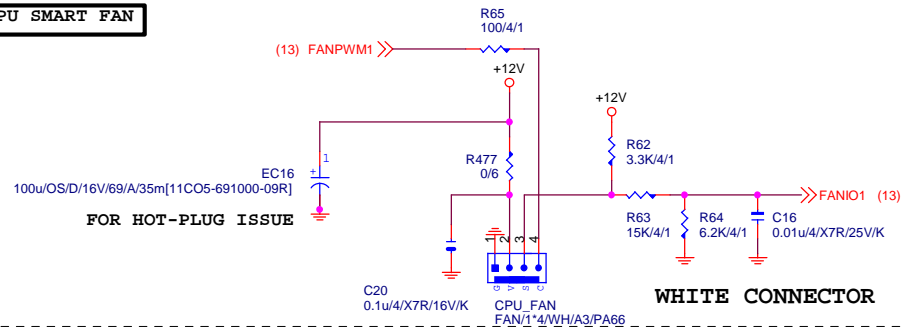 PU SMART FAN
R65
100/4/1
(13) FANPWM1
+12V
+12V
R62
3.3K/4/1
1
+
EC16
100u/OS/D/16V/69/A/35m[11CO5-691000-09R]
R477
0/6
FOR HOT-PLUG ISSUE
FANIO1 (13)
R63
15K/4/1
R64
6.2K/4/1
C16
0.01u/4/X7R/25V/K
1
2
3
4
G
V
S
C
C20
0.1u/4/X7R/16V/K
CPU_FAN
FAN/1*4/WH/A3/PA66
WHITE CONNECTOR